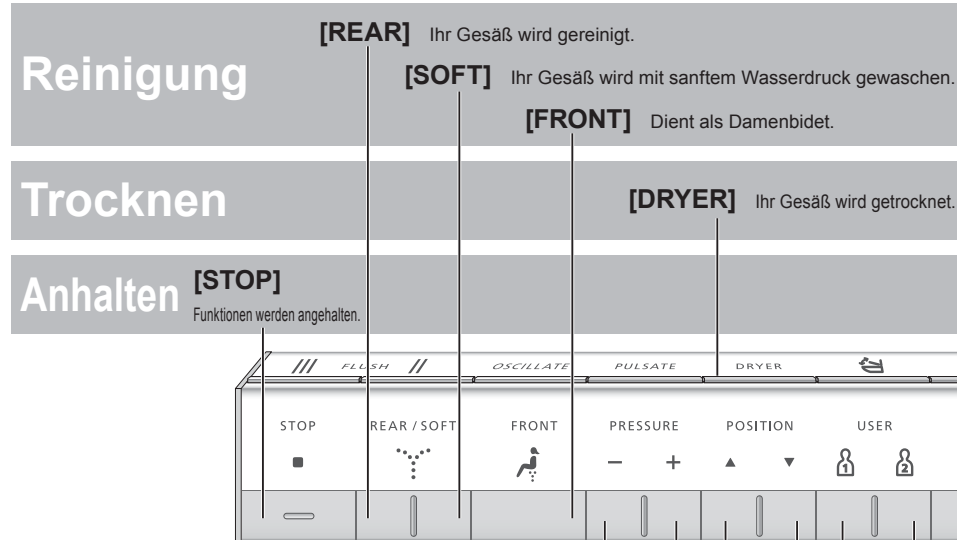 [REAR] Ihr Gesäß wird gereinigt.
Reinigung
[SOFT] Ihr Gesäß wird mit sanftem Wasserdruck gewaschen.
[FRONT] Dient als Damenbidet.
Trocknen
[DRYER] Ihr Gesäß wird getrocknet.
Anhalten
[STOP]
Funktionen werden angehalten.
FLUSH OSCILLATE PULSATE DRYER
STOP REAR / SOFT FRONT PRESSURE POSITION USER
− + ▲ ▼ 1 2